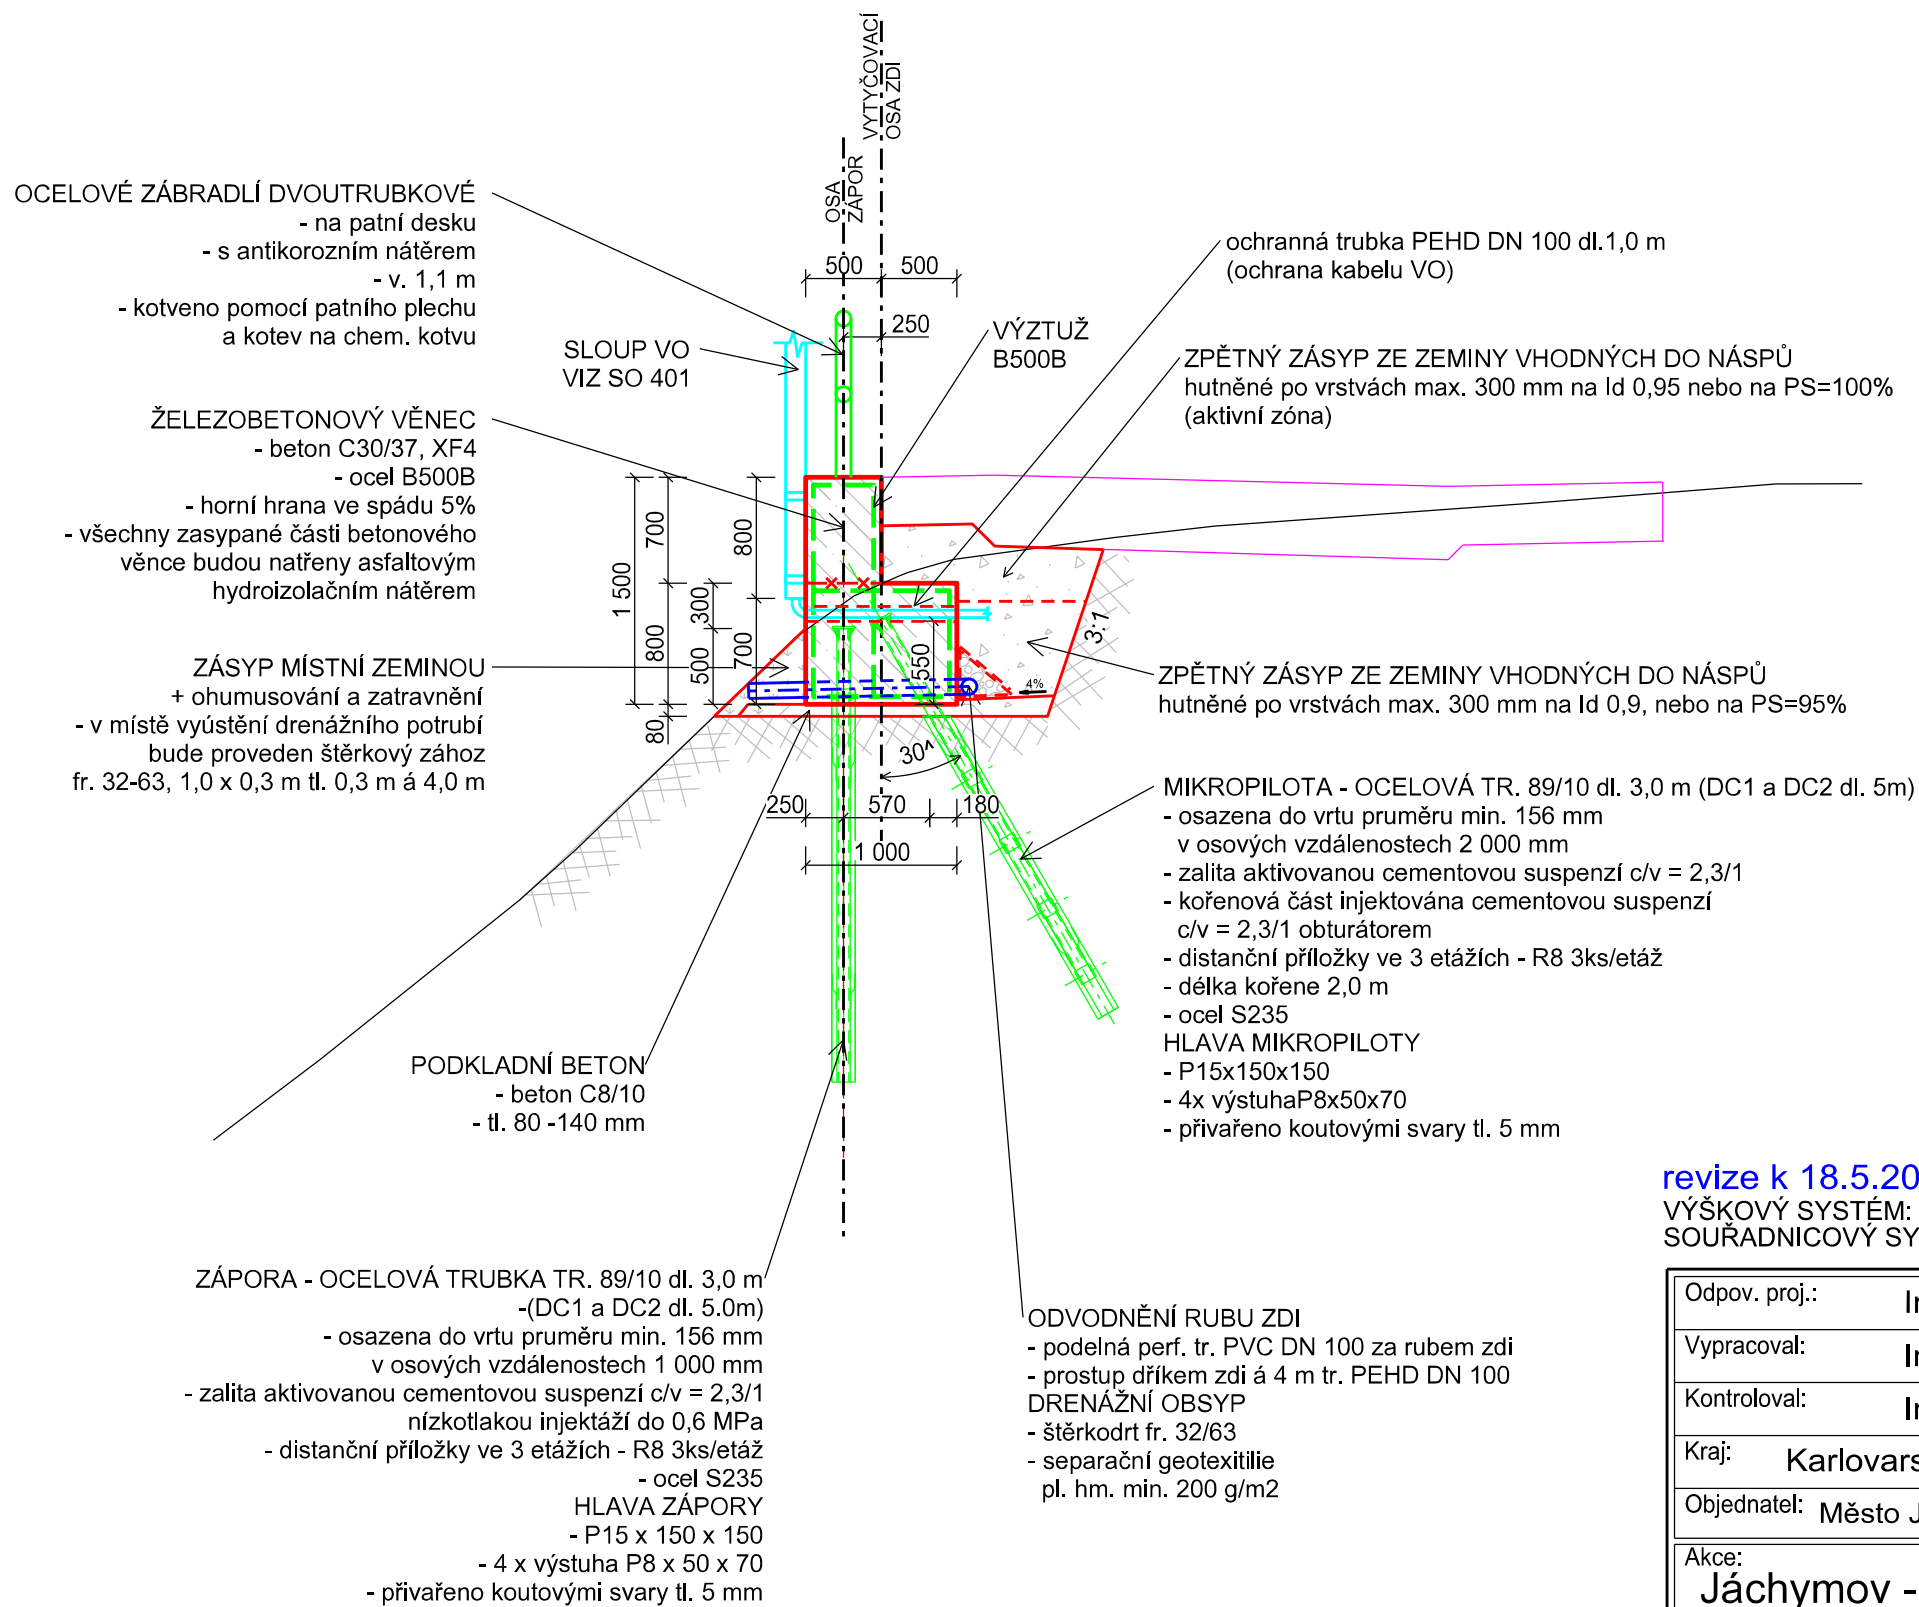 VYTYČOVACÍ
OSA ZDÍ
OSA
ZÁPOR
OCELOVÉ ZÁBRADLÍ DVOUTRUBKOVÉ
- na patní desku
- s antikorozním nátěrem
- v. 1,1 m
- kotveno pomocí patního plechu
a kotev na chem. kotvu
SLOUP VO
VIZ SO 401
500
500
250
VÝZTUŽ
B500B
ochranná trubka PEHD DN 100 dl.1,0 m
(ochrana kabelu VO)
ZPĚTNÝ ZÁSYP ZE ZEMINY VHODNÝCH DO NÁSPŮ
hutněné po vrstvách max. 300 mm na Id 0,95 nebo na PS=100%
(aktivní zóna)
ŽELEZOBETONOVÝ VĚNEC
- beton C30/37, XF4
- ocel B500B
- horní hrana ve spádu 5%
- všechny zasypané části betonového
věnce budou natřeny asfaltovým
hydroizolačním nátěrem
1 500
700
800
80
300
500
800
700
550
3:1
4%
30^
ZÁSYP MÍSTNÍ ZEMINOU
+ ohumusování a zatravnění
- v místě vyústění drenážního potrubí
bude proveden štěrkový zához
fr. 32-63, 1,0 x 0,3 m tl. 0,3 m á 4,0 m
ZPĚTNÝ ZÁSYP ZE ZEMINY VHODNÝCH DO NÁSPŮ
hutněné po vrstvách max. 300 mm na Id 0,9, nebo na PS=95%
250
570
180
1 000
MIKROPILOTA - OCELOVÁ TR. 89/10 dl. 3,0 m (DC1 a DC2 dl. 5m)
- osazena do vrtu pruměru min. 156 mm
v osových vzdálenostech 2 000 mm
- zalita aktivovanou cementovou suspenzí c/v = 2,3/1
- kořenová část injektována cementovou suspenzí
c/v = 2,3/1 obturátorem
- distanční příložky ve 3 etážích - R8 3ks/etáž
- délka kořene 2,0 m
- ocel S235
HLAVA MIKROPILOTY
- P15x150x150
- 4x výstuhaP8x50x70
- přivařeno koutovými svary tl. 5 mm
PODKLADNÍ BETON
- beton C8/10
- tl. 80 -140 mm
ZÁPORA - OCELOVÁ TRUBKA TR. 89/10 dl. 3,0 m
-(DC1 a DC2 dl. 5.0m)
- osazena do vrtu pruměru min. 156 mm
v osových vzdálenostech 1 000 mm
- zalita aktivovanou cementovou suspenzí c/v = 2,3/1
nízkotlakou injektáží do 0,6 MPa
- distanční příložky ve 3 etážích - R8 3ks/etáž
- ocel S235
HLAVA ZÁPORY
- P15 x 150 x 150
- 4 x výstuha P8 x 50 x 70
- přivařeno koutovými svary tl. 5 mm
ODVODNĚNÍ RUBU ZDI
- podelná perf. tr. PVC DN 100 za rubem zdi
- prostup dříkem zdi á 4 m tr. PEHD DN 100
DRENÁŽNÍ OBSYP
- štěrkodrt fr. 32/63
- separační geotexitilie
pl. hm. min. 200 g/m2
revize k 18.5.20
VÝŠKOVÝ SYSTÉM:
SOUŘADNICOVÝ SY
Odpov. proj.:
Vypracoval:
Kontroloval:
Kraj: Karlovars
Objednatel: Město J
Akce:
Jáchymov -